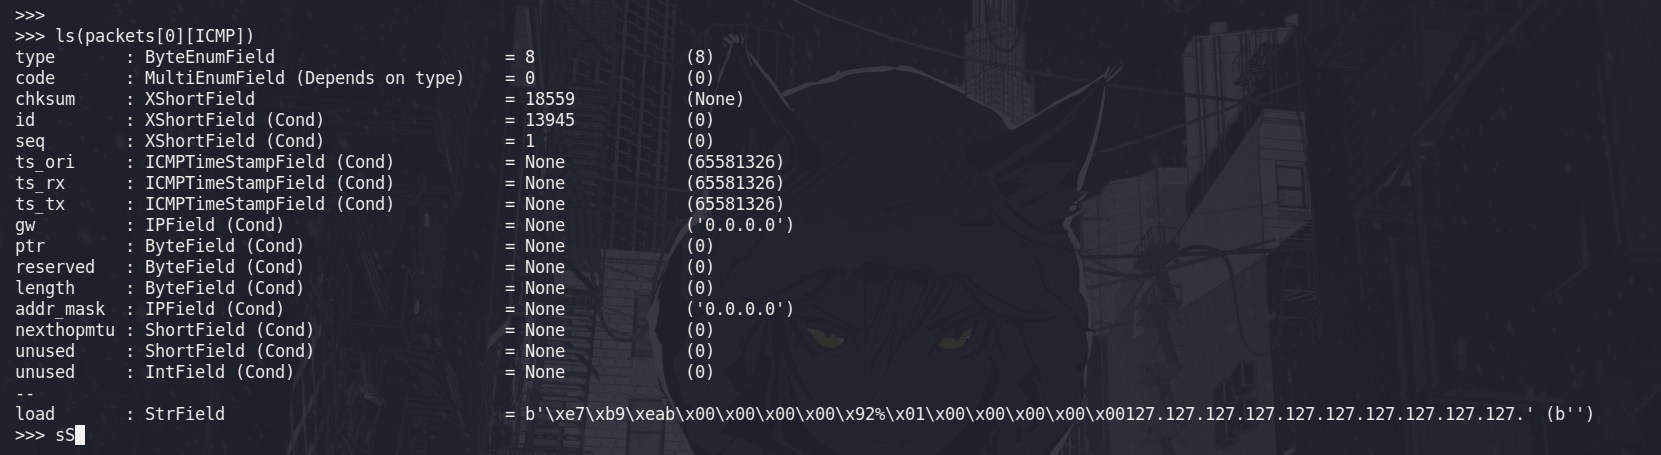 >>>
>>> ls(packets[0][ICMP])
type       : ByteEnumField                       = 8               (8)
code       : MultiEnumField (Depends on type)    = 0               (0)
chksum     : XShortField                         = 18559           (None)
id         : XShortField (Cond)                  = 13945           (0)
seq        : XShortField (Cond)                  = 1               (0)
ts_ori     : ICMPTimeStampField (Cond)           = None            (65581326)
ts_rx      : ICMPTimeStampField (Cond)           = None            (65581326)
ts_tx      : ICMPTimeStampField (Cond)           = None            (65581326)
gw         : IPField (Cond)                      = None            ('0.0.0.0')
ptr        : ByteField (Cond)                    = None            (0)
reserved   : ByteField (Cond)                    = None            (0)
length     : ByteField (Cond)                    = None            (0)
addr_mask  : IPField (Cond)                      = None            ('0.0.0.0')
nexthopmtu : ShortField (Cond)                   = None            (0)
unused     : ShortField (Cond)                   = None            (0)
unused     : IntField (Cond)                     = None            (0)
--
load       : StrField                            = b'\xe7\xb9\xeab\x00\x00\x00\x00\x92%\x01\x00\x00\x00\x00\x00127.127.127.127.127.127.127.127.127.127.' (b'')
>>> sS